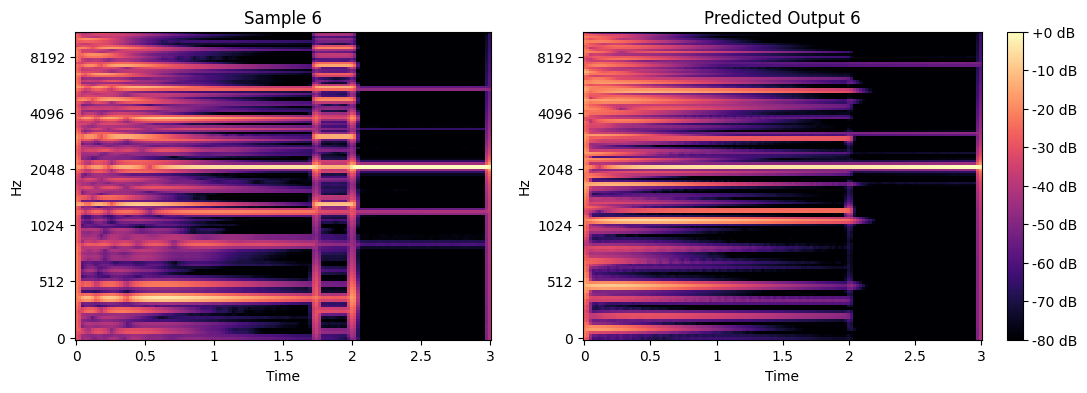 Sample 6
Hz
8192
4096
2048
1024
512
0
0
0.5
1
1.5
2
2.5
3
Time
Predicted Output 6
Hz
8192
4096
2048
1024
512
0
0
0.5
1
1.5
2
2.5
3
Time
+0 dB
-10 dB
-20 dB
-30 dB
-40 dB
-50 dB
-60 dB
-70 dB
-80 dB